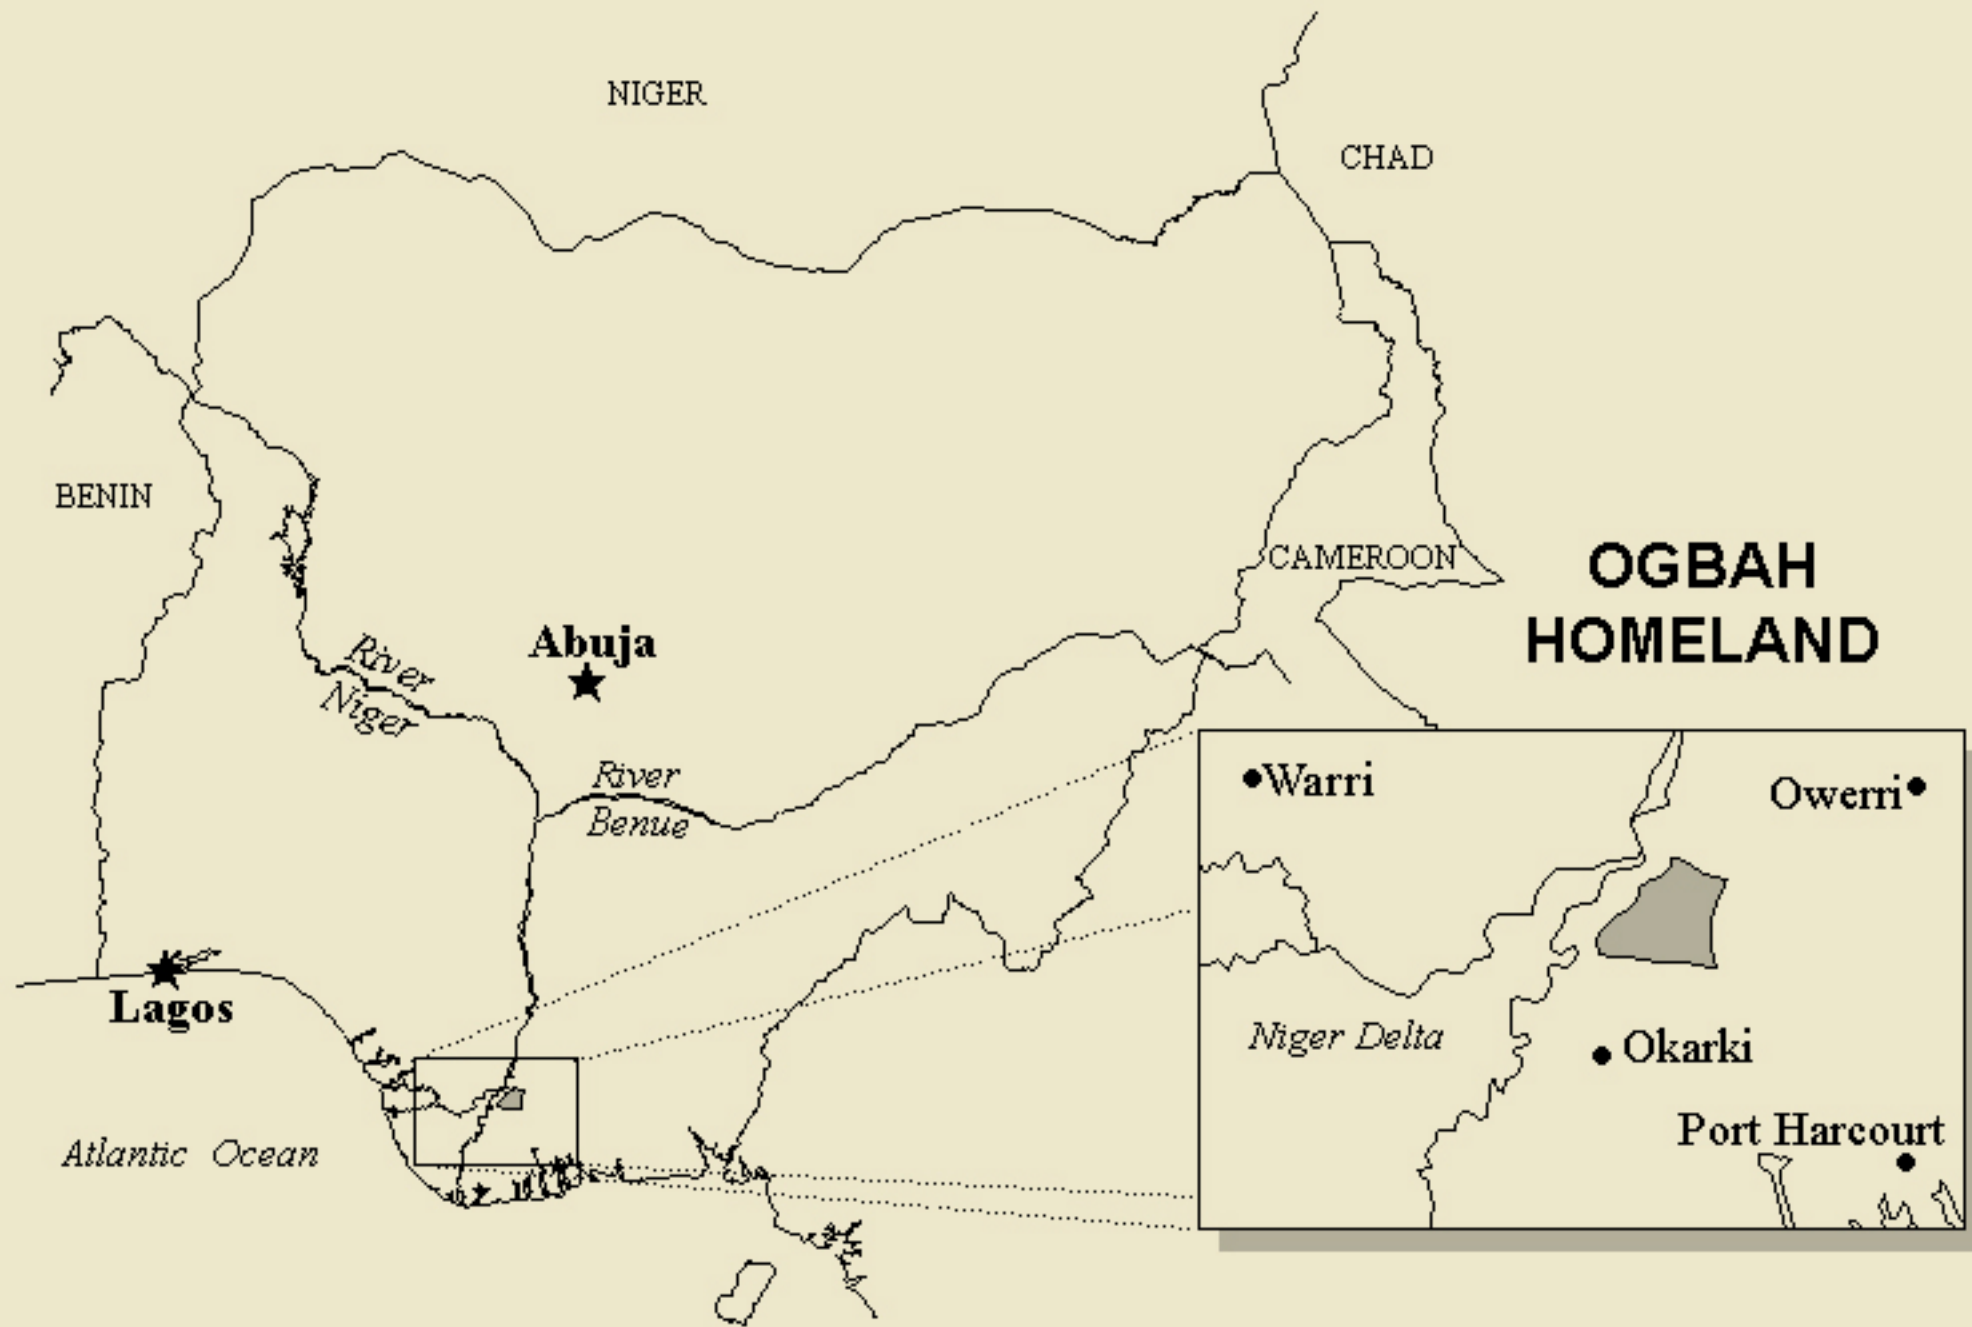 NIGER
CHAD
BENIN
CAMEROON
OGBAH
HOMELAND
River
Niger
Abuja
River
Benue
Lagos
Atlantic Ocean
Warri
Owerri
Niger Delta
Okarki
Port Harcourt